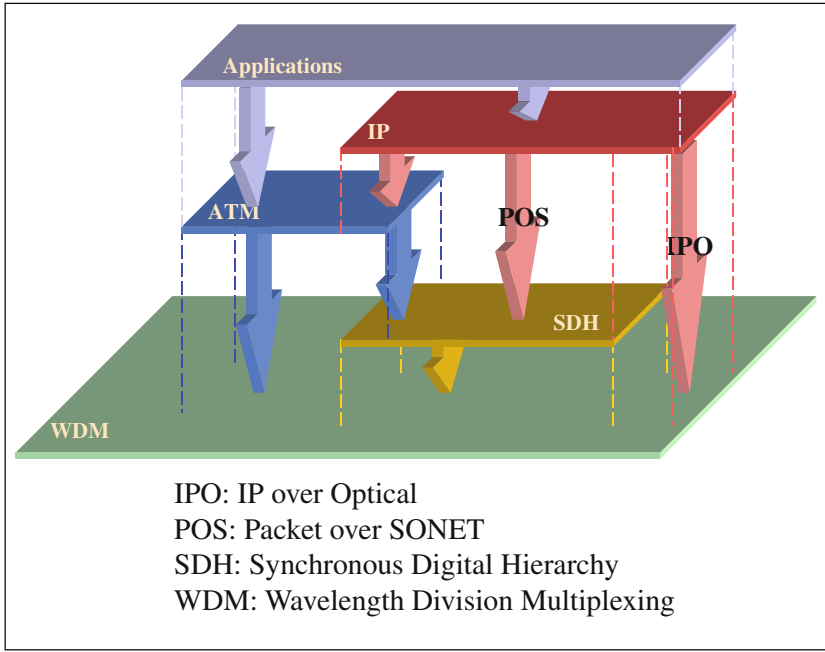 Applications
IP
ATM
POS
IPO
SDH
WDM
IPO: IP over Optical
POS: Packet over SONET
SDH: Synchronous Digital Hierarchy
WDM: Wavelength Division Multiplexing